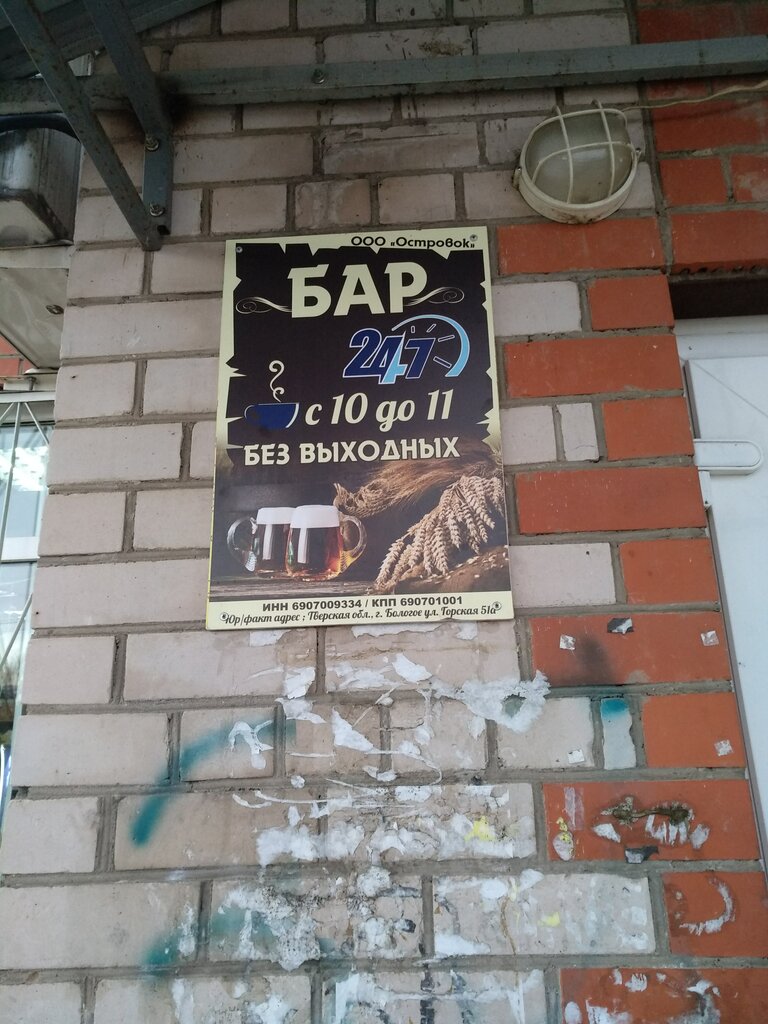 ООО „Островок„
БАР
24/7
с 10 до 11
БЕЗ ВЫХОДНЫХ
ИНН 6907009334 / КПП 690701001
Юр/факт адрес ; Тверская обл., г. Бологое ул. Горская 51а